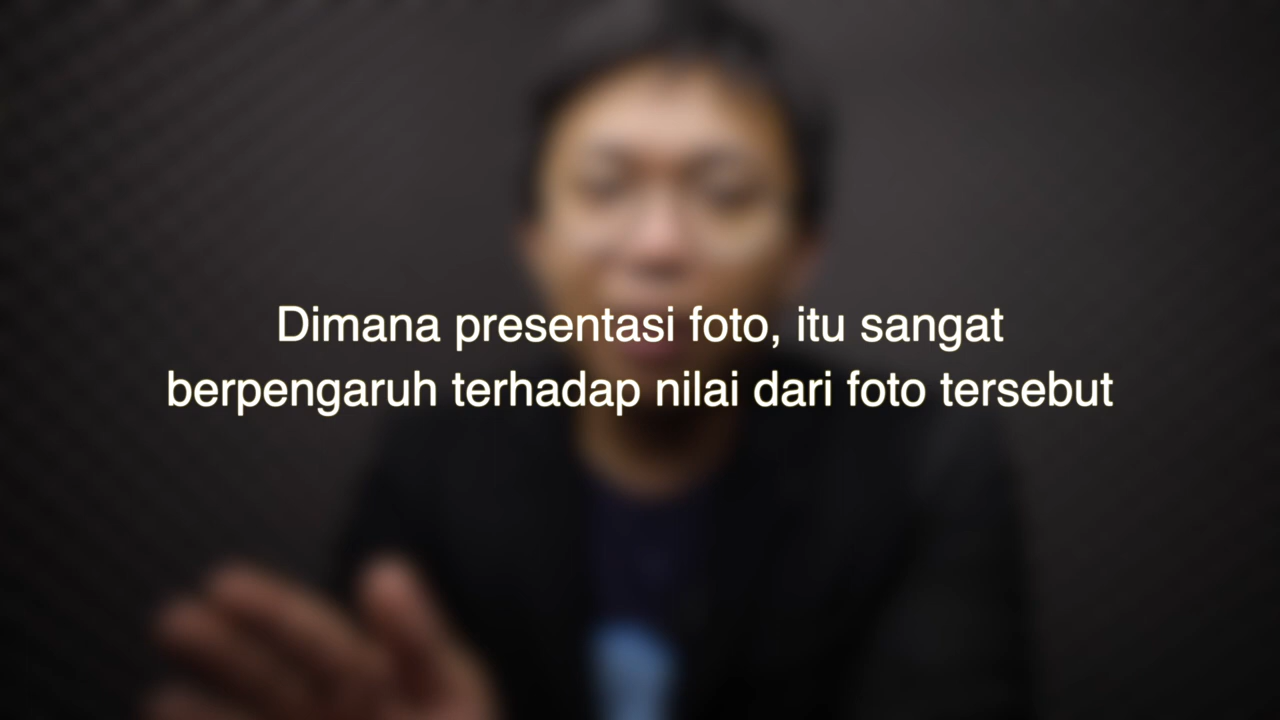 Dimana presentasi foto, itu sangat
berpengaruh terhadap nilai dari foto tersebut